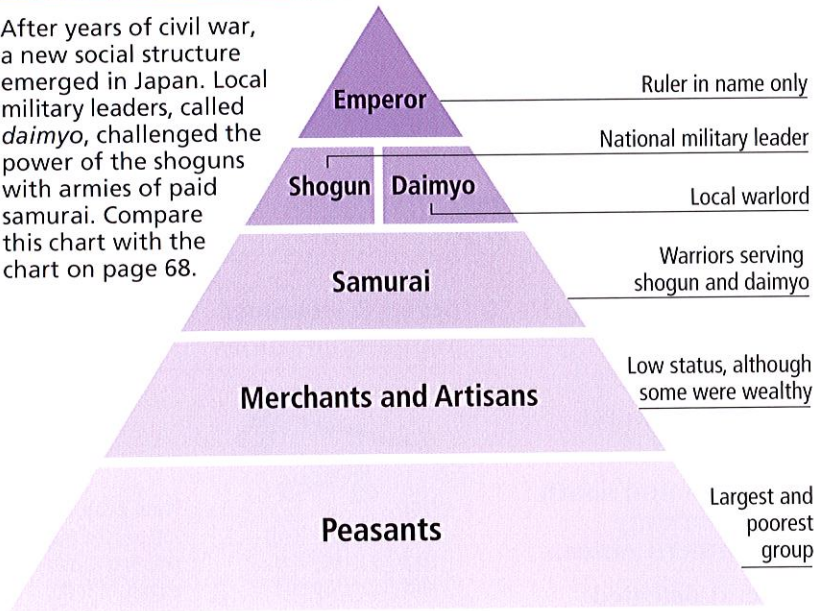 After years of civil war,
a new social structure
emerged in Japan. Local
military leaders, called
daimyo, challenged the
power of the shoguns
with armies of paid
samurai. Compare
this chart with the
chart on page 68.
Emperor
Ruler in name only
National military leader
Shogun
Daimyo
Local warlord
Samurai
Warriors serving
shogun and daimyo
Merchants and Artisans
Low status, although
some were wealthy
Peasants
Largest and
poorest
group